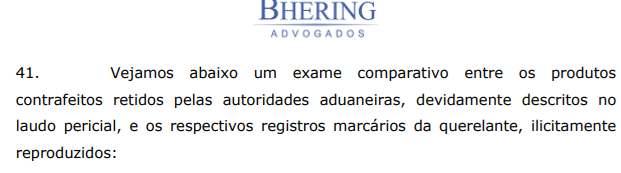 BHERING
ADVOGADOS
41. Vejamos abaixo um exame comparativo entre os produtos
contrafeitos retidos pelas autoridades aduaneiras, devidamente descritos no
laudo pericial, e os respectivos registros marcários da querelante, ilicitamente
reproduzidos: